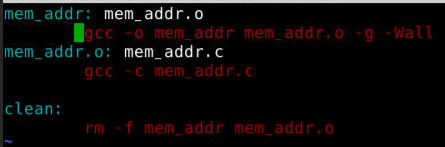 mem_addr: mem_addr.o
	gcc -o mem_addr mem_addr.o -g -Wall
mem_addr.o: mem_addr.c
	gcc -c mem_addr.c

clean:
	rm -f mem_addr mem_addr.o
~